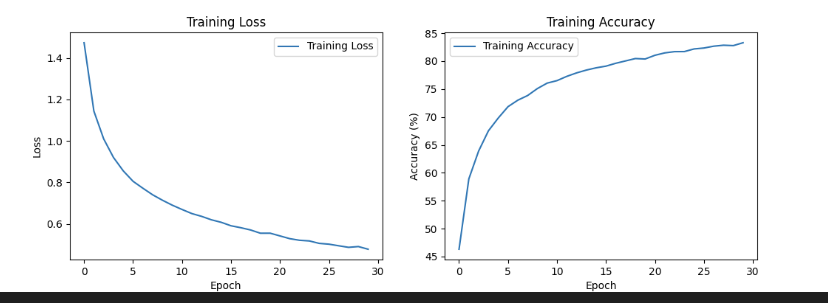 Training Loss
Training Loss
1.4
1.2
1.0
0.8
0.6
Loss
0 5 10 15 20 25 30
Epoch
Training Accuracy
Training Accuracy
85
80
75
70
65
60
55
50
45
Accuracy (%)
0 5 10 15 20 25 30
Epoch